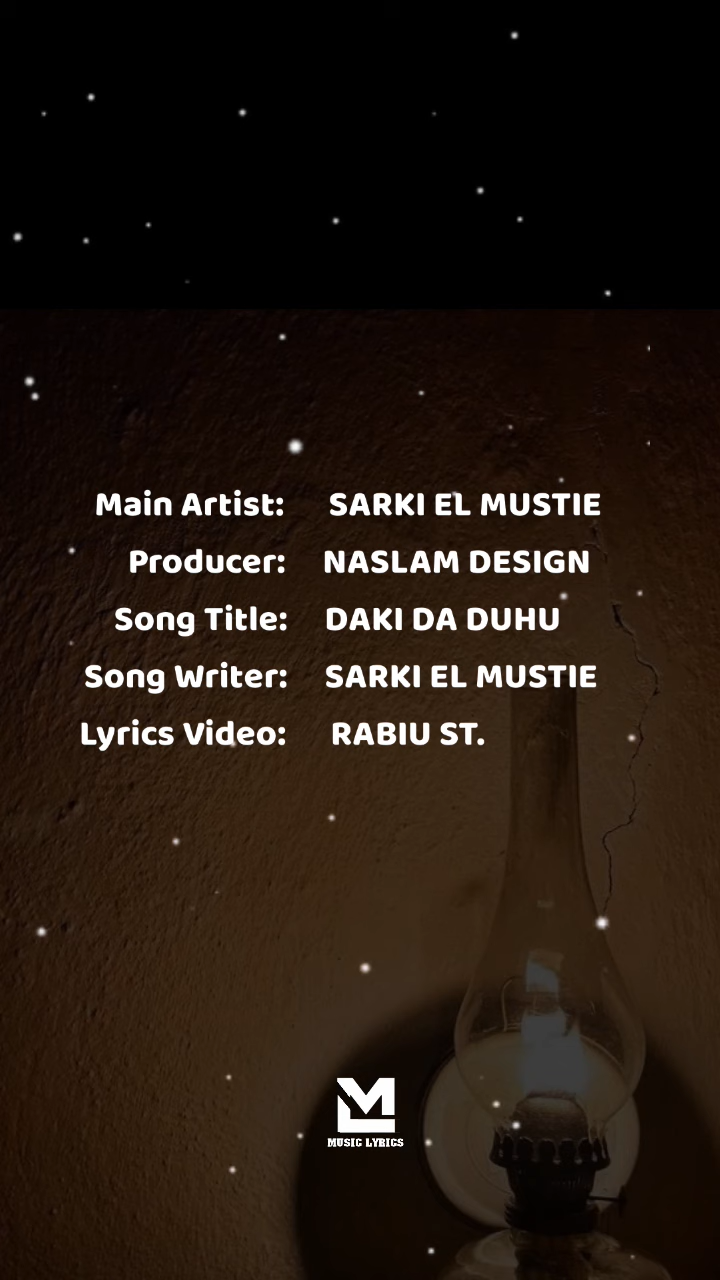 Main Artist: SARKI EL MUSTIE
Producer: NASLAM DESIGN
Song Title: DAKI DA DUHU
Song Writer: SARKI EL MUSTIE
Lyrics Video: RABIU ST.
ML
MUSIC LYRICS